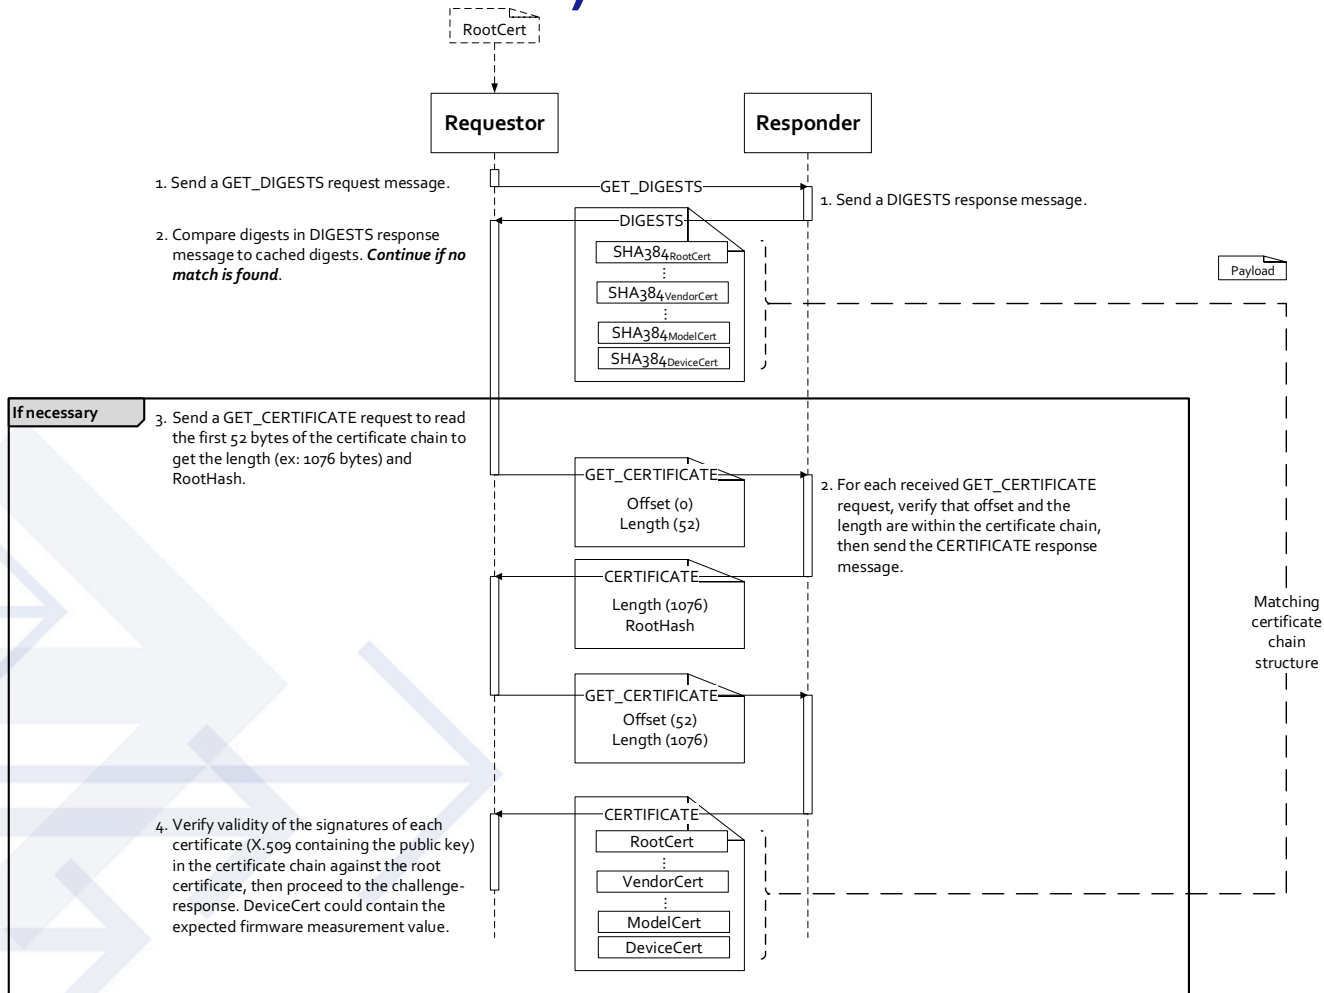 RootCert
Requestor
Responder
1. Send a GET_DIGESTS request message.
GET_DIGESTS
1. Send a DIGESTS response message.
DIGESTS
2. Compare digests in DIGESTS response
message to cached digests. Continue if no
match is found.
SHA384RootCert
SHA384VendorCert
SHA384ModelCert
SHA384DeviceCert
Payload
If necessary
3. Send a GET_CERTIFICATE request to read
the first 52 bytes of the certificate chain to
get the length (ex: 1076 bytes) and
RootHash.
GET_CERTIFICATE
Offset (0)
Length (52)
2. For each received GET_CERTIFICATE
request, verify that offset and the
length are within the certificate chain,
then send the CERTIFICATE response
message.
CERTIFICATE
Length (1076)
RootHash
Matching
certificate
chain
structure
GET_CERTIFICATE
Offset (52)
Length (1076)
4. Verify validity of the signatures of each
certificate (X.509 containing the public key)
in the certificate chain against the root
certificate, then proceed to the challenge-
response. DeviceCert could contain the
expected firmware measurement value.
CERTIFICATE
RootCert
VendorCert
ModelCert
DeviceCert